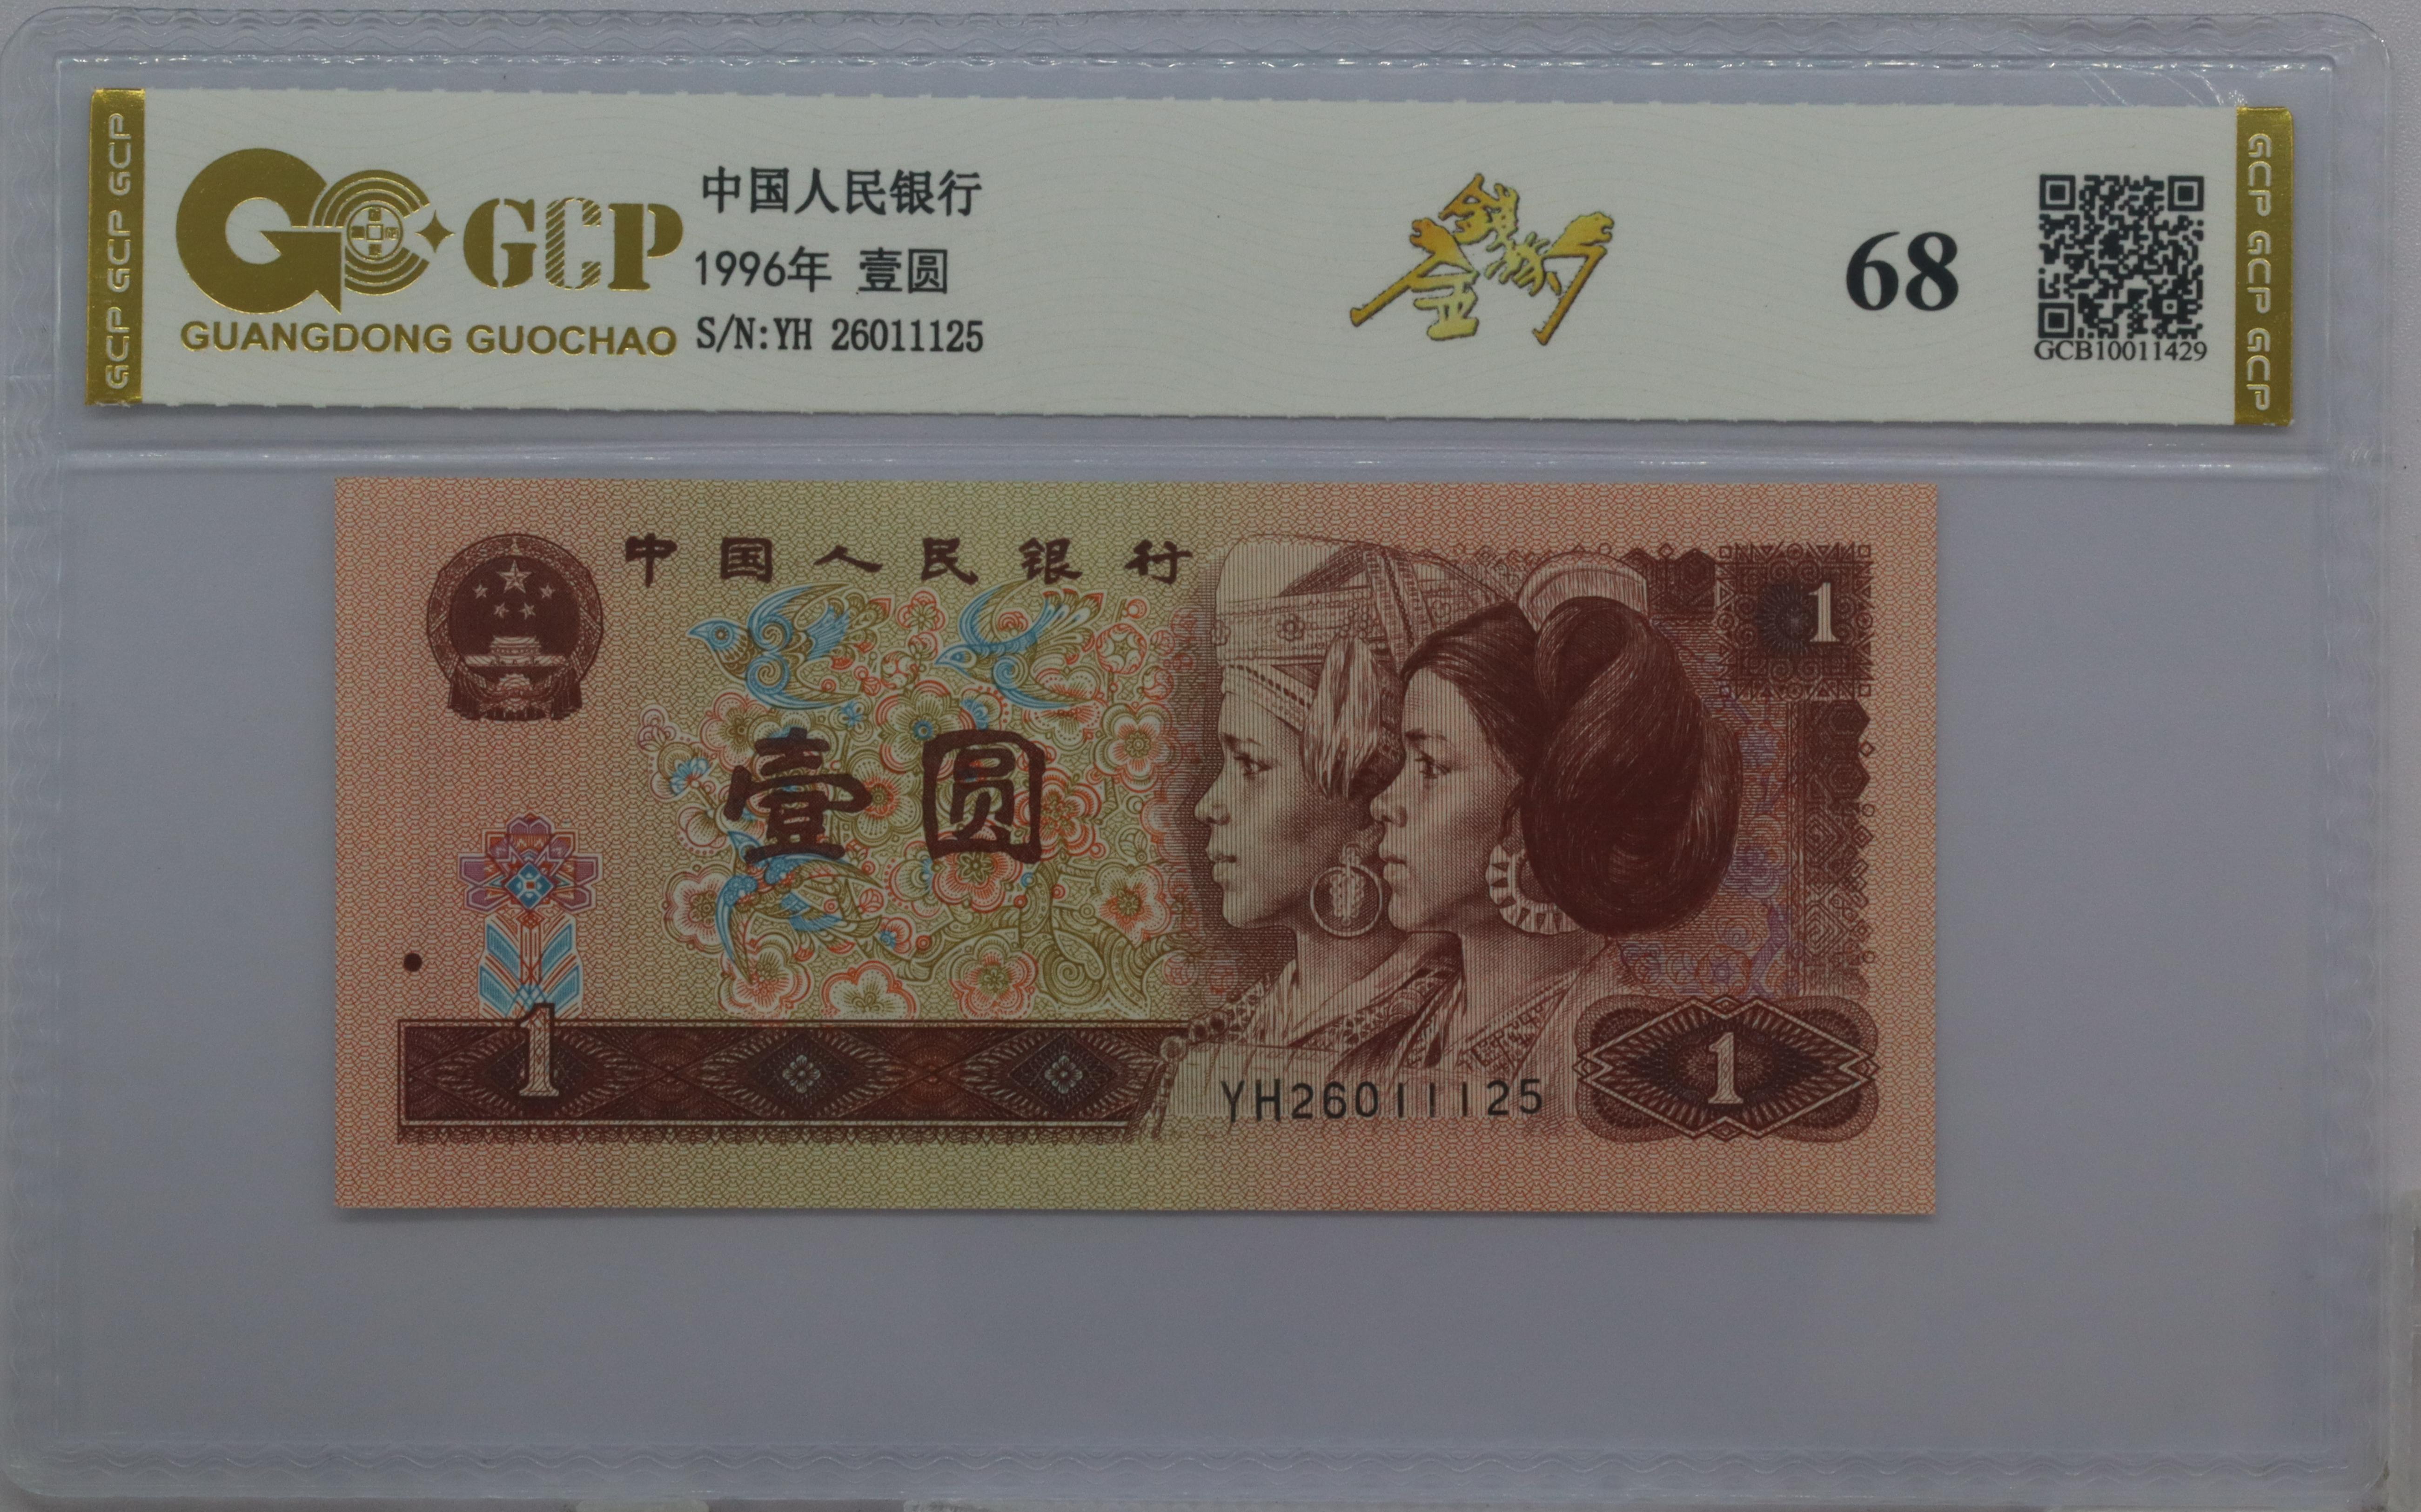 GCP GCP GCP
GCP
GUANGDONG GUOCHAO
中国人民银行
1996年 壹圆
S/N:YH 26011125
68
GCB10011429
GCP GCP GCP
中国人民银行
1
壹圆
1
1
YH26011125